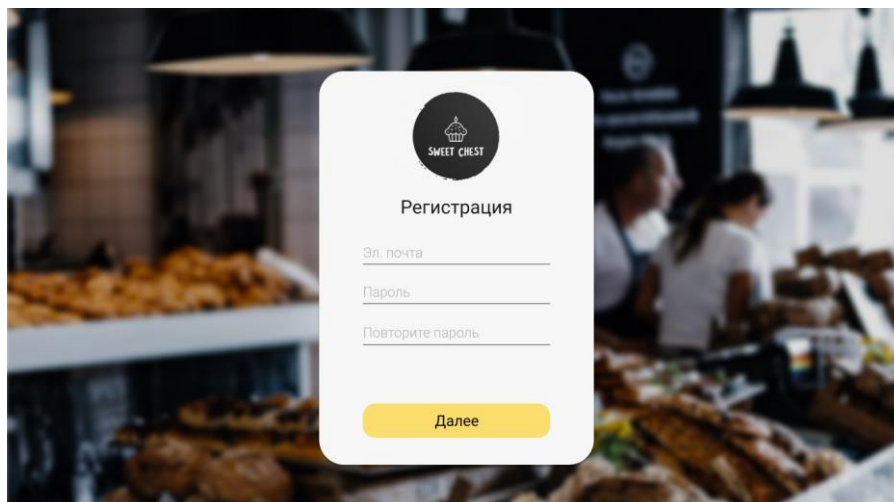 SWEET CHEST
Регистрация
Эл. почта
Пароль
Повторите пароль
Далее